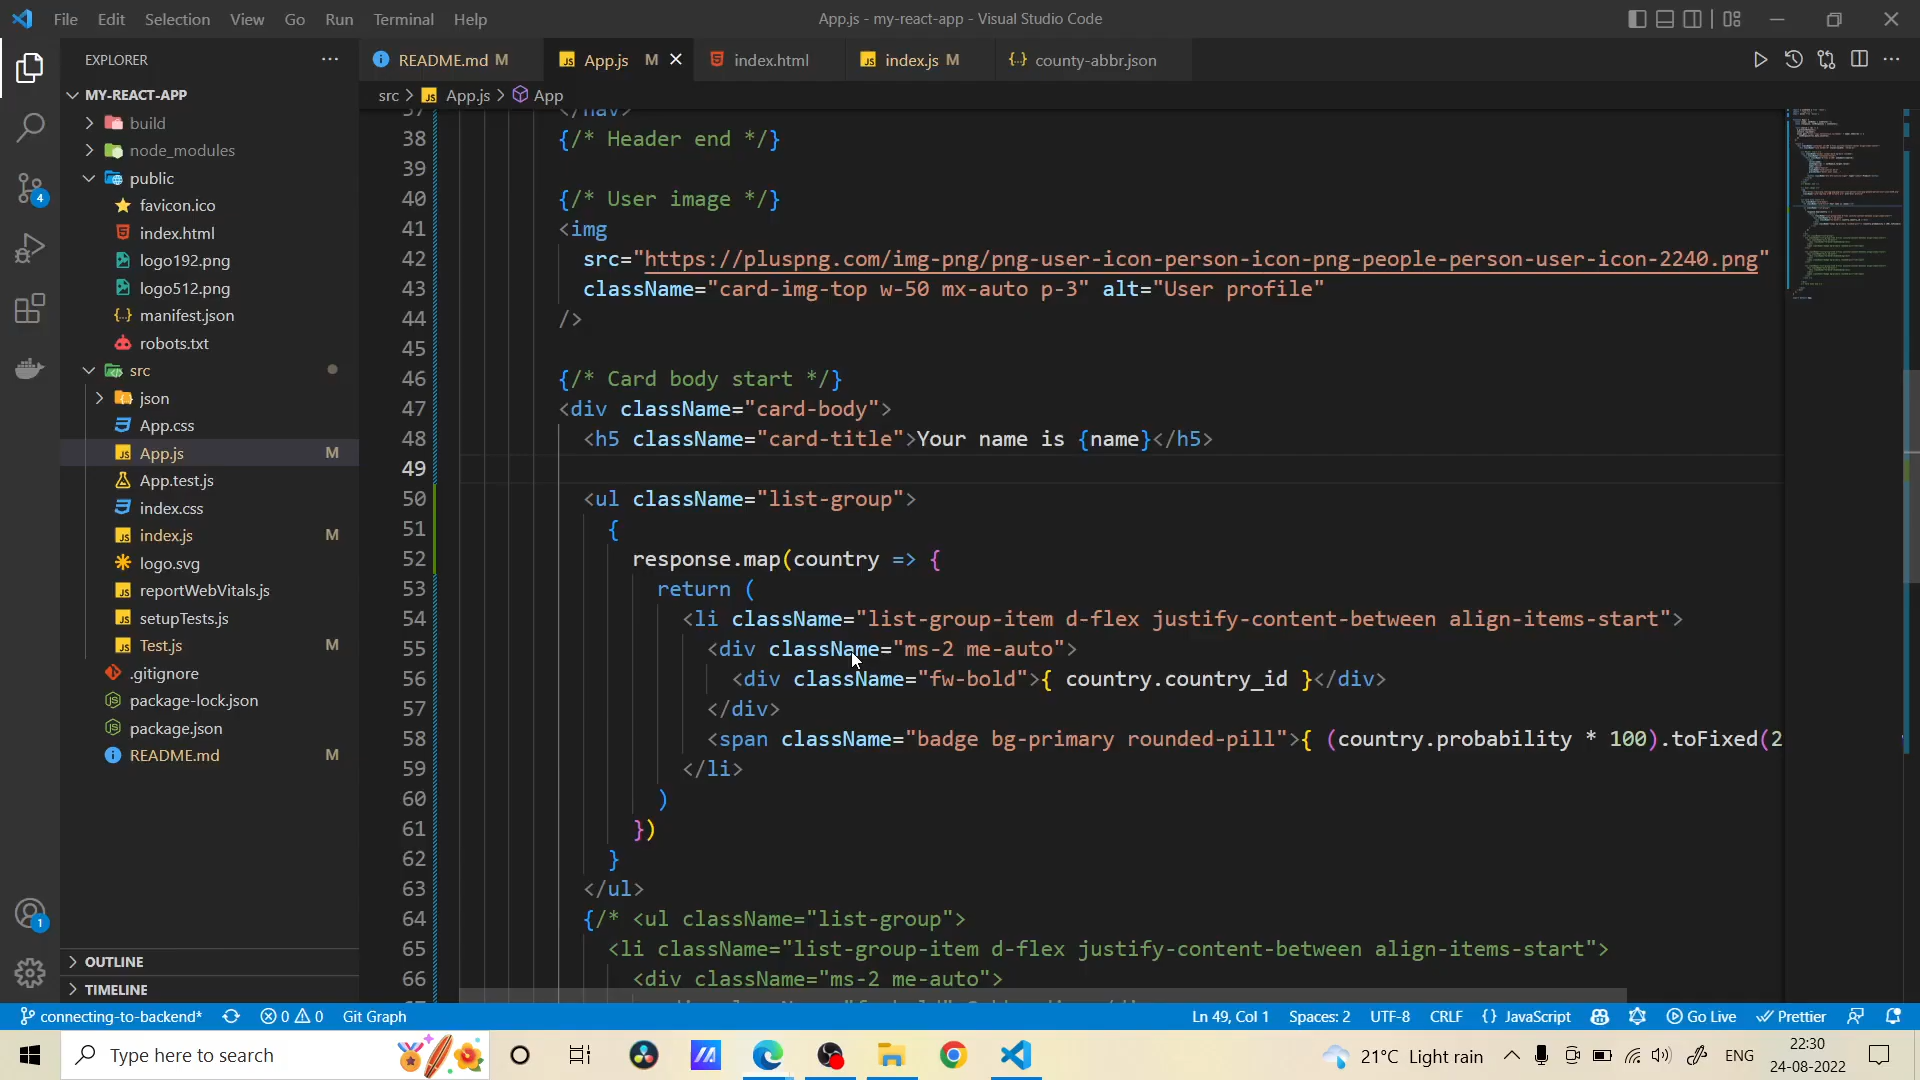 File Edit Selection View Go Run Terminal Help
App.js - my-react-app - Visual Studio Code
EXPLORER
MY-REACT-APP
build
node_modules
public
favicon.ico
index.html
logo192.png
logo512.png
manifest.json
robots.txt
src
json
App.css
App.js M
App.test.js
index.css
index.js M
logo.svg
reportWebVitals.js
setupTests.js
Test.js M
.gitignore
package-lock.json
package.json
README.md M
OUTLINE
TIMELINE
4
1
README.md M App.js M index.html index.js M county-abbr.json
src > App.js > App
37 </nav>
38 {/* Header end */}
39
40 {/* User image */}
41 <img
42 src="https://pluspng.com/img-png/png-user-icon-person-icon-png-people-person-user-icon-2240.png"
43 className="card-img-top w-50 mx-auto p-3" alt="User profile"
44 />
45
46 {/* Card body start */}
47 <div className="card-body">
48 <h5 className="card-title">Your name is {name}</h5>
49
50 <ul className="list-group">
51 {
52 response.map(country => {
53 return (
54 <li className="list-group-item d-flex justify-content-between align-items-start">
55 <div className="ms-2 me-auto">
56 <div className="fw-bold">{ country.country_id }</div>
57 </div>
58 <span className="badge bg-primary rounded-pill">{ (country.probability * 100).toFixed(2
59 </li>
60 )
61 })
62 }
63 </ul>
64 {/* <ul className="list-group">
65 <li className="list-group-item d-flex justify-content-between align-items-start">
66 <div className="ms-2 me-auto">
connecting-to-backend* 0 0 Git Graph
Ln 49, Col 1 Spaces: 2 UTF-8 CRLF {} JavaScript Go Live Prettier
Type here to search
21°C Light rain
ENG
22:30
24-08-2022